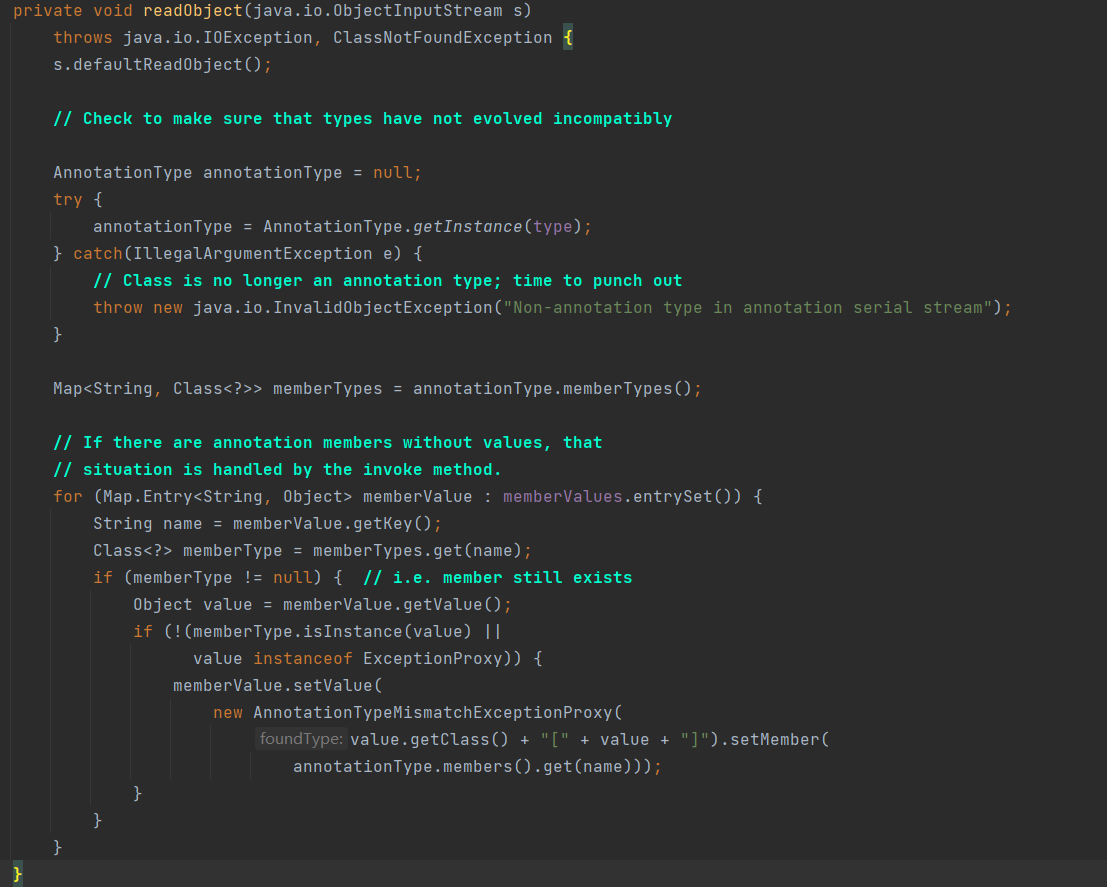 private void readObject(java.io.ObjectInputStream s)
    throws java.io.IOException, ClassNotFoundException {
    s.defaultReadObject();

    // Check to make sure that types have not evolved incompatibly

    AnnotationType annotationType = null;
    try {
        annotationType = AnnotationType.getInstance(type);
    } catch(IllegalArgumentException e) {
        // Class is no longer an annotation type; time to punch out
        throw new java.io.InvalidObjectException("Non-annotation type in annotation serial stream");
    }

    Map<String, Class<?>> memberTypes = annotationType.memberTypes();

    // If there are annotation members without values, that
    // situation is handled by the invoke method.
    for (Map.Entry<String, Object> memberValue : memberValues.entrySet()) {
        String name = memberValue.getKey();
        Class<?> memberType = memberTypes.get(name);
        if (memberType != null) {  // i.e. member still exists
            Object value = memberValue.getValue();
            if (!(memberType.isInstance(value) ||
                  value instanceof ExceptionProxy)) {
                memberValue.setValue(
                    new AnnotationTypeMismatchExceptionProxy(
                        foundType: value.getClass() + "[" + value + "]").setMember(
                            annotationType.members().get(name)));
            }
        }
    }
}